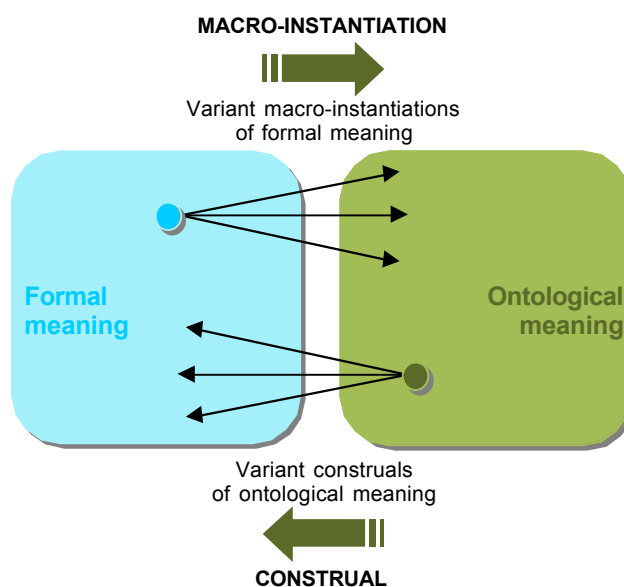 MACRO-INSTANTIATION
Variant macro-instantiations
of formal meaning
Formal
meaning
Ontological
meaning
Variant construals
of ontological meaning
CONSTRUAL